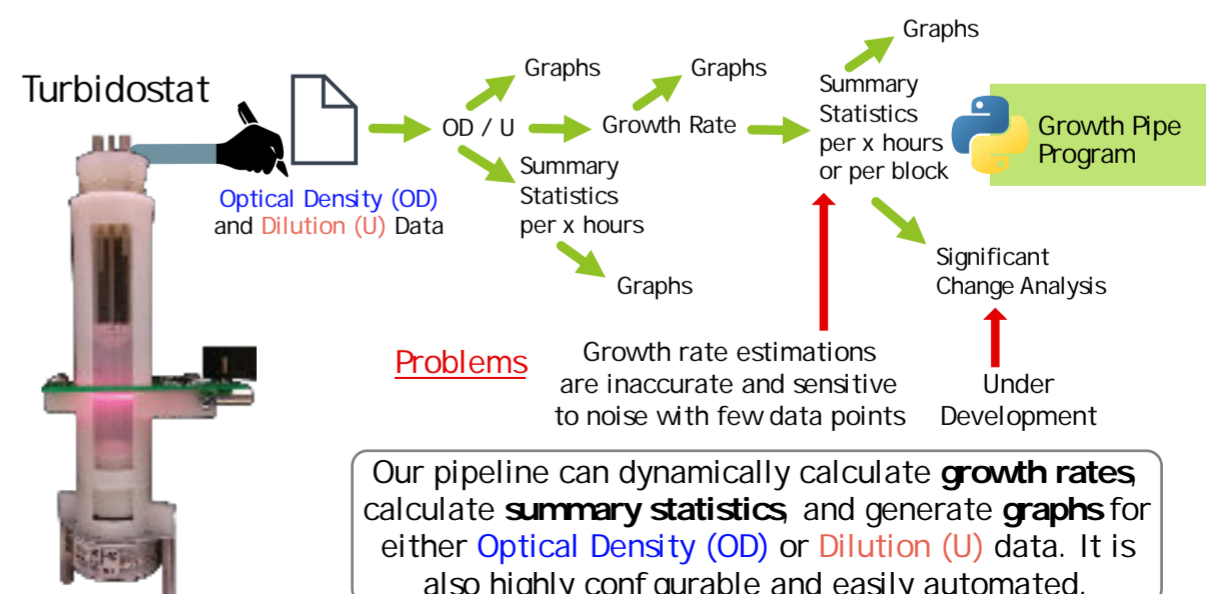 Turbidostat
Optical Density (OD)
and Dilution (U) Data
OD / U
Graphs
Summary
Statistics
per x hours
Graphs
Growth Rate
Graphs
Summary
Statistics
per x hours
or per block
Graphs
Growth Pipe
Program
Significant
Change Analysis
Problems
Growth rate estimations
are inaccurate and sensitive
to noise with few data points
Under
Development
Our pipeline can dynamically calculate growth rates,
calculate summary statistics, and generate graphs for
either Optical Density (OD) or Dilution (U) data. It is
also highly configurable and easily automated.